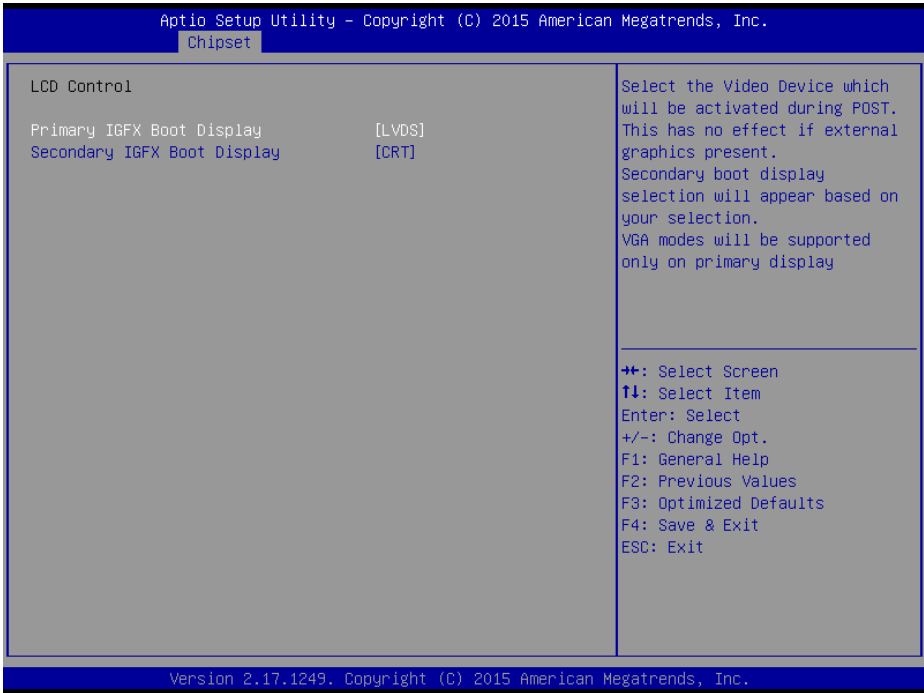 Aptio Setup Utility – Copyright (C) 2015 American Megatrends, Inc.
Chipset
LCD Control
Primary IGFX Boot Display [LVDS]
Secondary IGFX Boot Display [CRT]
Select the Video Device which
will be activated during POST.
This has no effect if external
graphics present.
Secondary boot display
selection will appear based on
your selection.
VGA modes will be supported
only on primary display
→←: Select Screen
↑↓: Select Item
Enter: Select
+/-: Change Opt.
F1: General Help
F2: Previous Values
F3: Optimized Defaults
F4: Save & Exit
ESC: Exit
Version 2.17.1249. Copyright (C) 2015 American Megatrends, Inc.